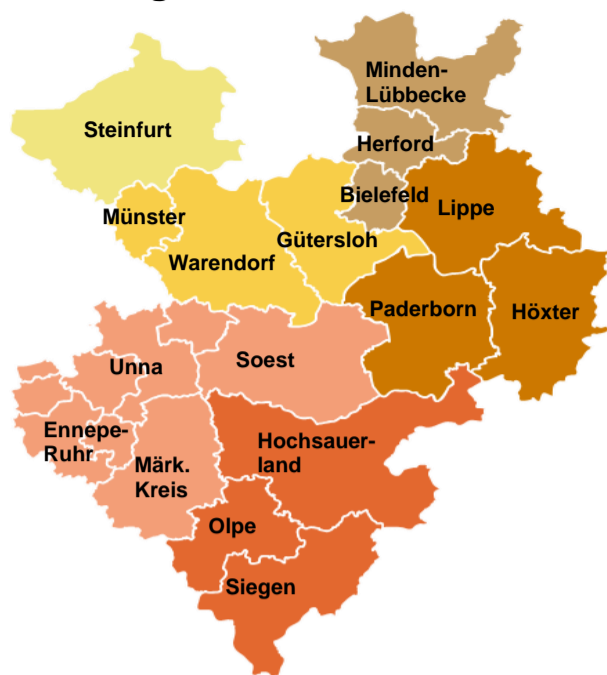 Minden-
Lübbecke
Steinfurt
Herford
Bielefeld
Münster
Lippe
Gütersloh
Warendorf
Paderborn
Höxter
Unna
Soest
Ennepe-
Ruhr
Hochsauer-
land
Märk.
Kreis
Olpe
Siegen